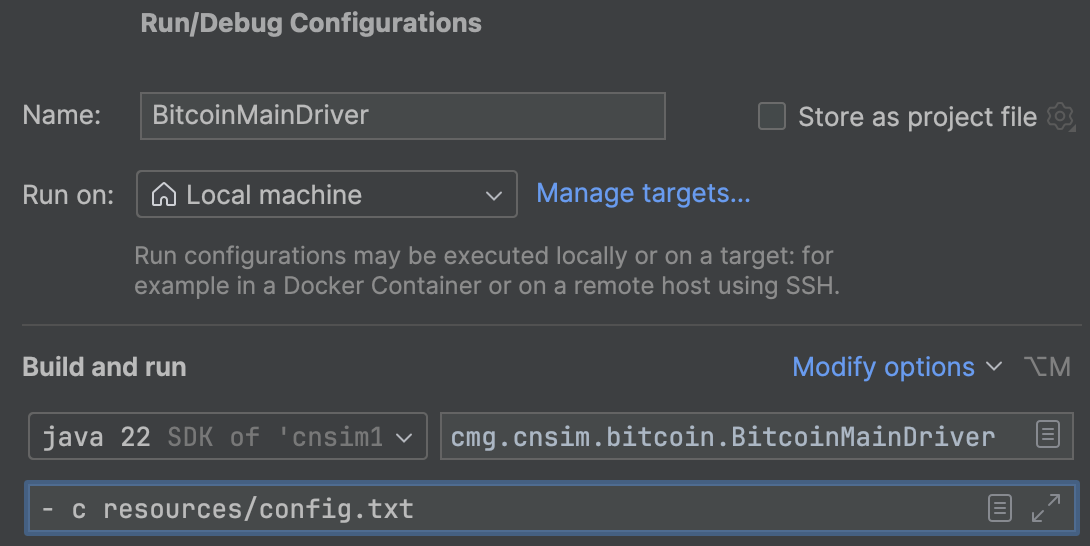 Run/Debug Configurations
Name: BitcoinMainDriver Store as project file
Run on: Local machine Manage targets...
Run configurations may be executed locally or on a target: for
example in a Docker Container or on a remote host using SSH.
Build and run Modify options ⌥M
java 22 SDK of 'cnsim1 cmg.cnsim.bitcoin.BitcoinMainDriver
- c resources/config.txt